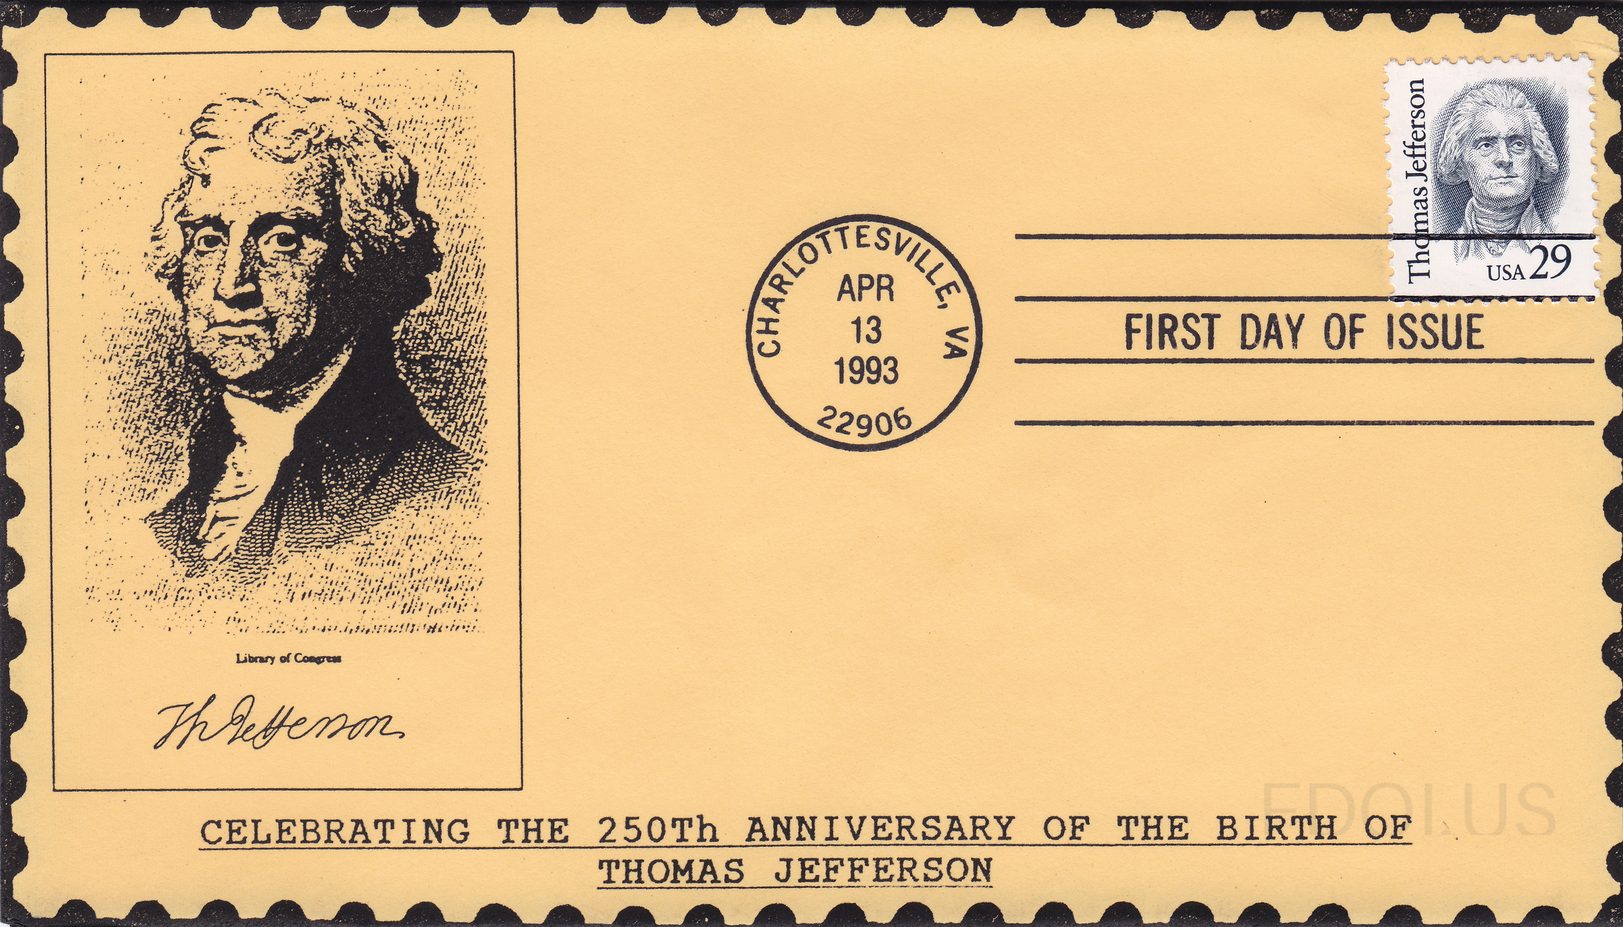 Thomas Jefferson
USA 29
CHARLOTTESVILLE, VA
APR
13
1993
22906
FIRST DAY OF ISSUE
Library of Congress
Th Jefferson
EDOLUS
CELEBRATING THE 250Th ANNIVERSARY OF THE BIRTH OF
THOMAS JEFFERSON